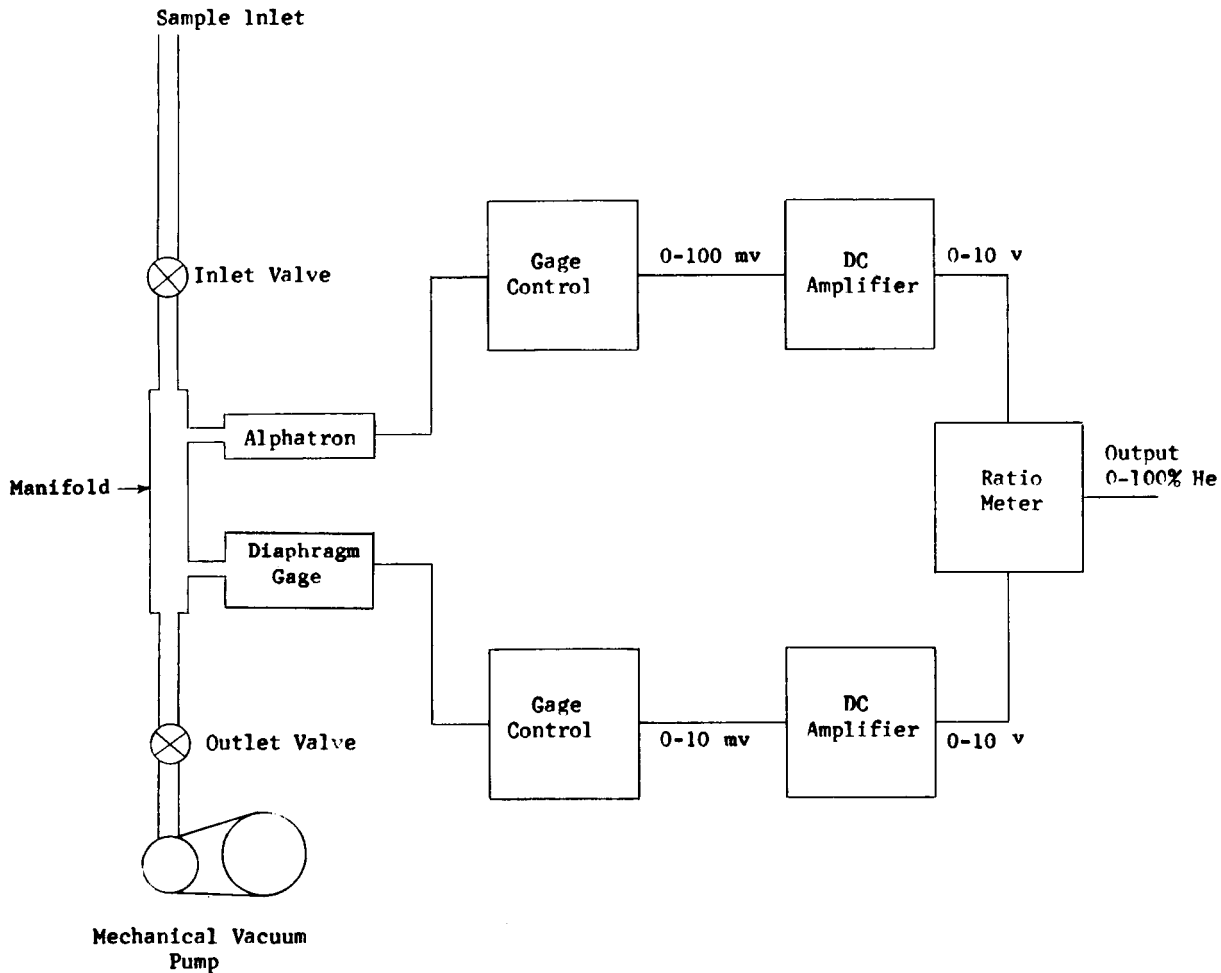 Sample Inlet
Inlet Valve
Gage
Control
0-100 mv
DC
Amplifier
0-10 v
Alphatron
Manifold
Diaphragm
Gage
Ratio
Meter
Output
0-100% He
Outlet Valve
Gage
Control
0-10 mv
DC
Amplifier
0-10 v
Mechanical Vacuum
Pump